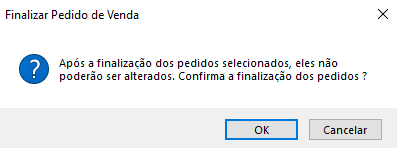 Finalizar Pedido de Venda
Após a finalização dos pedidos selecionados, eles não
poderão ser alterados. Confirma a finalização dos pedidos ?
OK
Cancelar